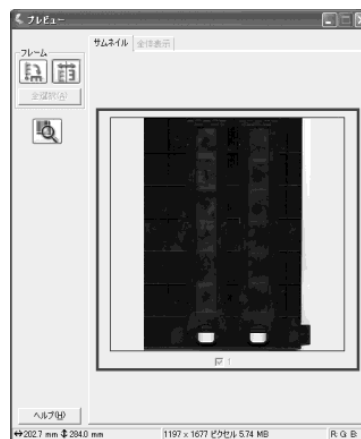 プレビュー
サムネイル 全体表示
フレーム
全選択(A)
1
ヘルプ(H)
202.7 mm 284.0 mm 1197 × 1677 ピクセル 5.74 MB R: G: B: